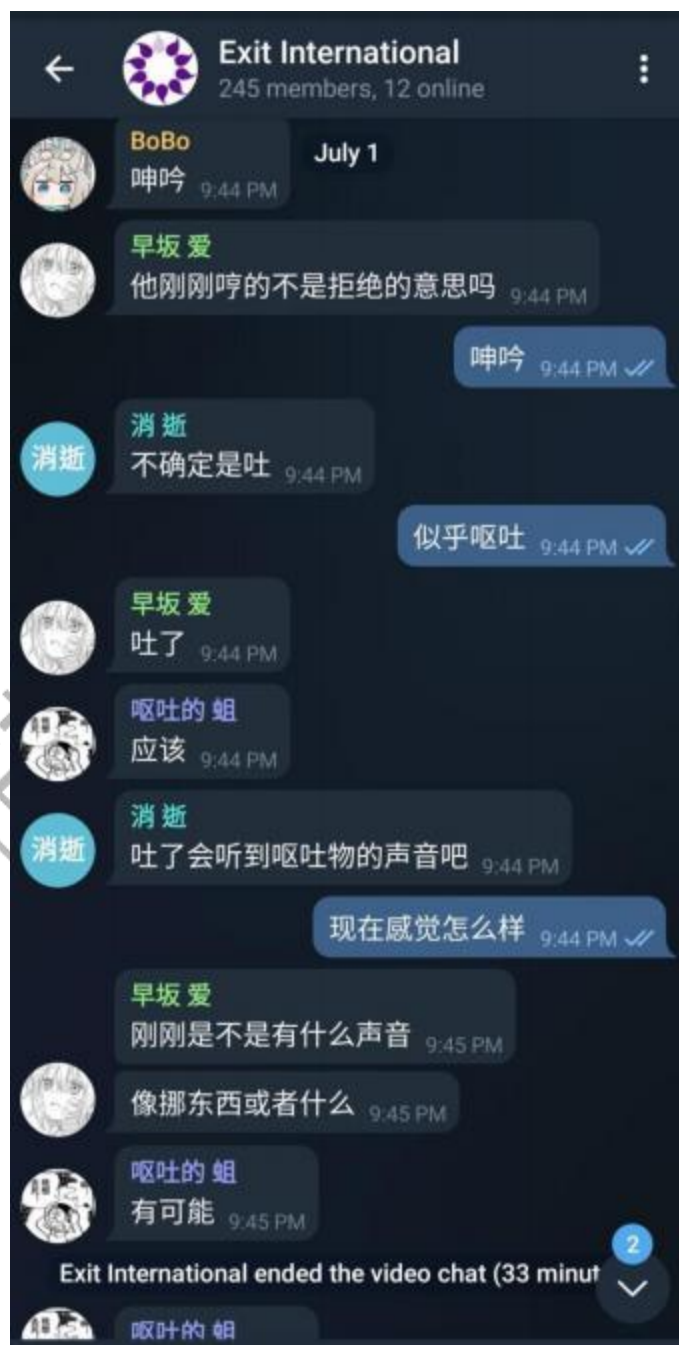 Exit International
245 members, 12 online
July 1
BoBo
呻吟 9:44 PM
早坂 爱
他刚刚哼的不是拒绝的意思吗 9:44 PM
呻吟 9:44 PM
消逝
消 逝
不确定是吐 9:44 PM
似乎呕吐 9:44 PM
早坂 爱
吐了 9:44 PM
呕吐的 蛆
应该 9:44 PM
消逝
消 逝
吐了会听到呕吐物的声音吧 9:44 PM
现在感觉怎么样 9:44 PM
早坂 爱
刚刚是不是有什么声音 9:45 PM
像挪东西或者什么 9:45 PM
呕吐的 蛆
有可能 9:45 PM
2
Exit International ended the video chat (33 minut
呕吐的 蛆